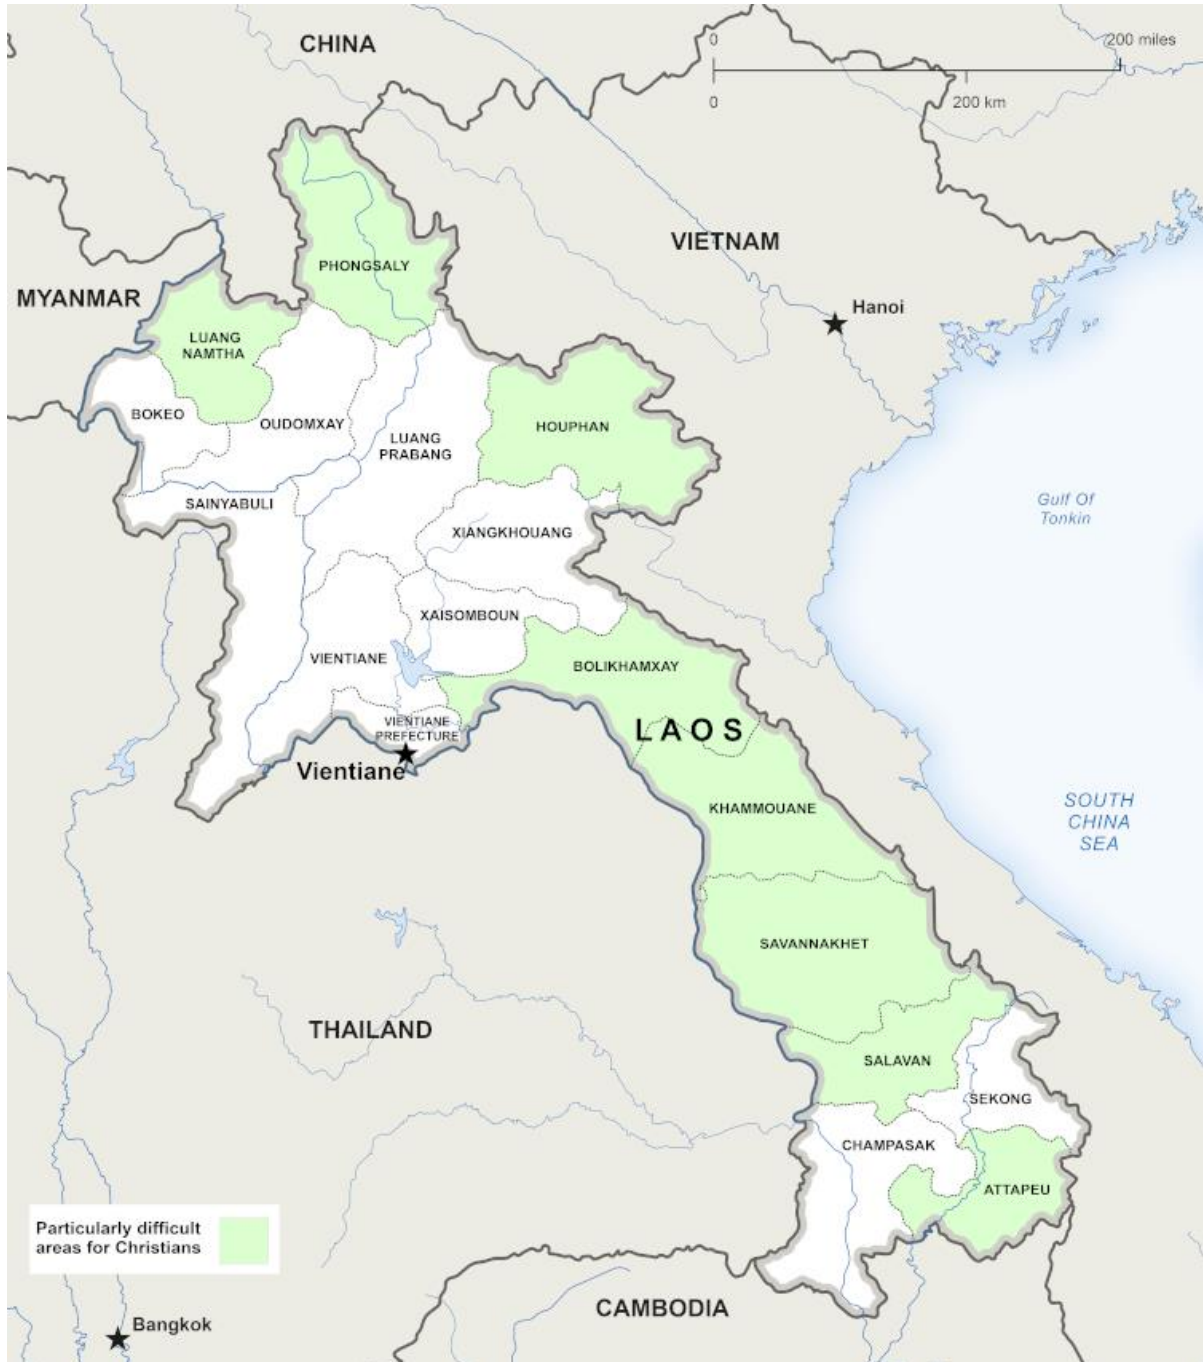 CHINA
0
200 miles
0
200 km
VIETNAM
PHONGSALY
MYANMAR
Hanoi
LUANG
NAMTHA
BOKEO
OUDOMXAY
LUANG
PRABANG
HOUPHAN
SAINYABULI
XIANGKHOUANG
Gulf Of
Tonkin
XAISOMBOUN
VIENTIANE
BOLIKHAMXAY
VIENTIANE
PREFECTURE
LAOS
Vientiane
KHAMMOUANE
SOUTH
CHINA
SEA
SAVANNAKHET
THAILAND
SALAVAN
SEKONG
CHAMPASAK
ATTAPEU
Particularly difficult
areas for Christians
CAMBODIA
Bangkok